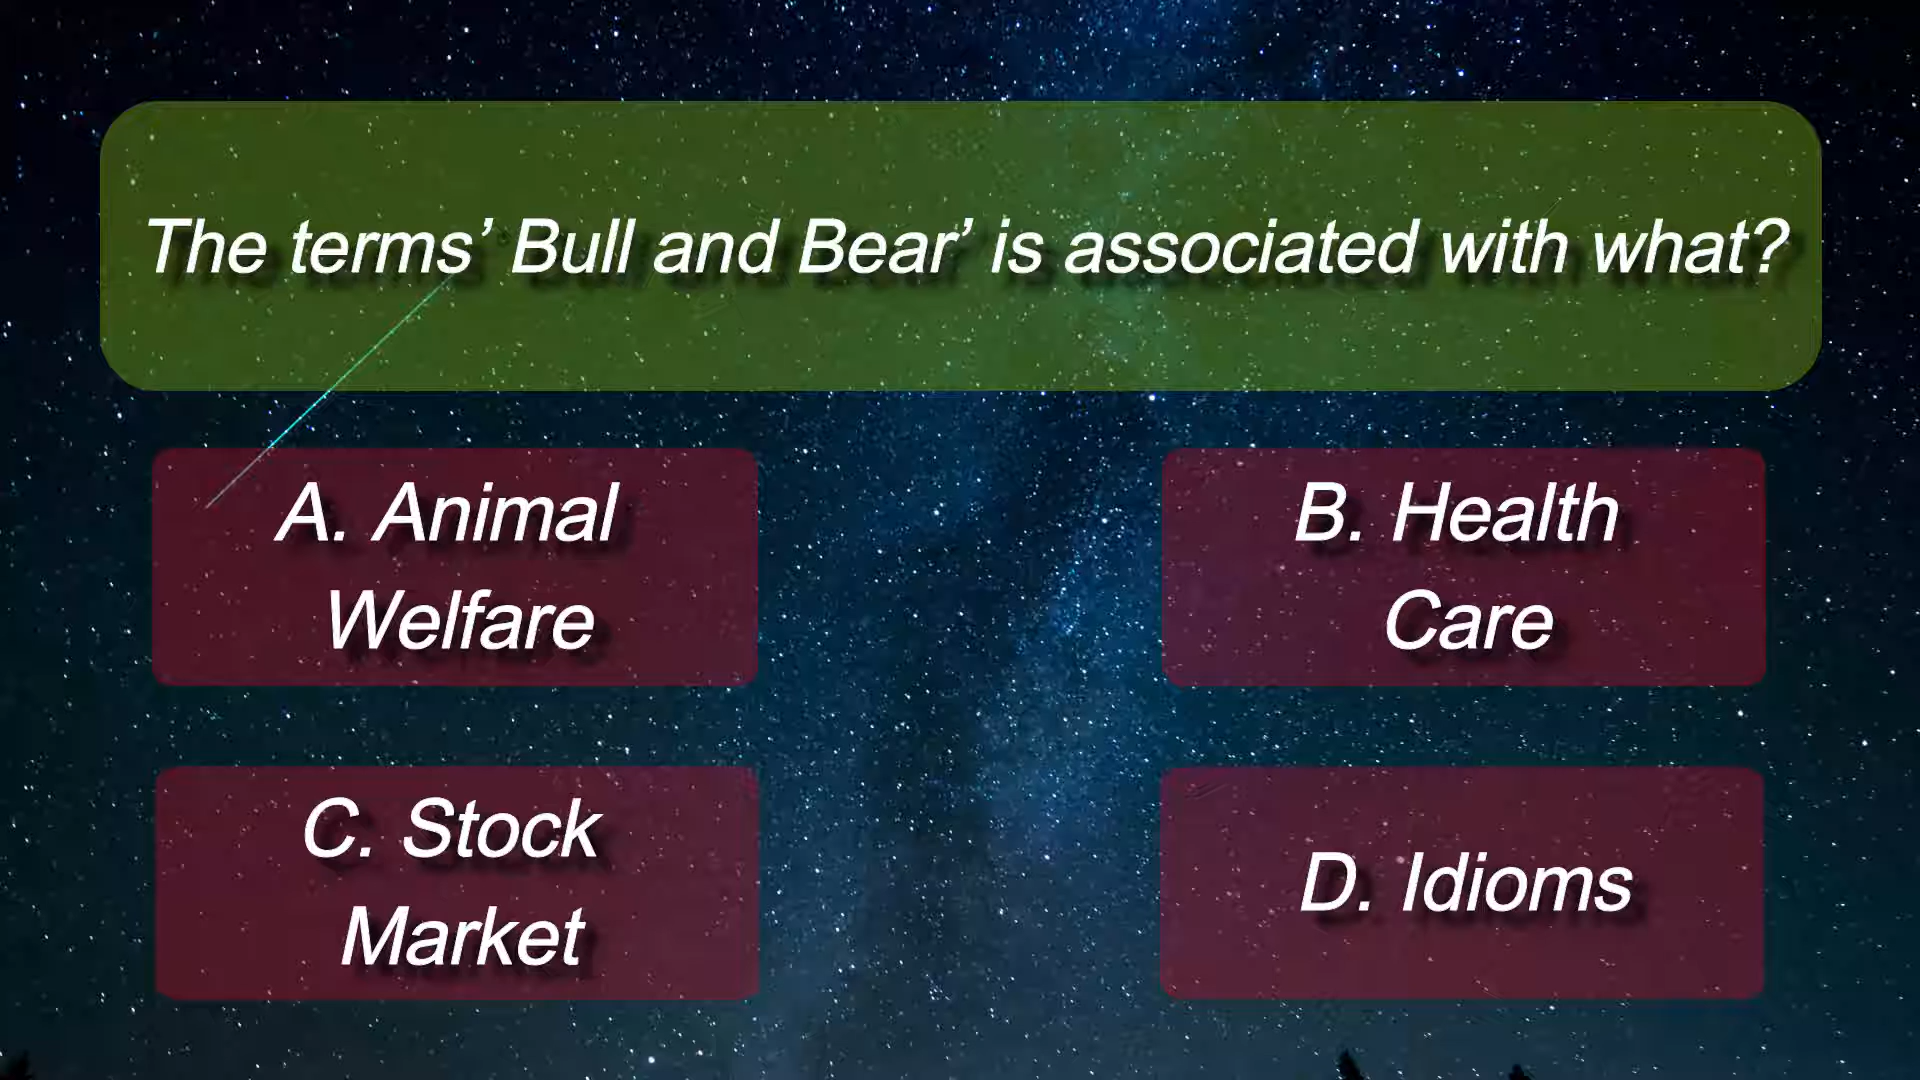 The terms’ Bull and Bear’ is associated with what?
A. Animal
Welfare
B. Health
Care
C. Stock
Market
D. Idioms